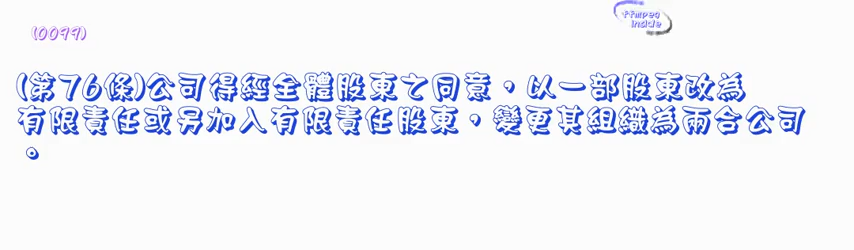 ffmpeg
inside
(0099)
(第76條)公司得經全體股東之同意，以一部股東改為
有限責任或另加入有限責任股東，變更其組織為兩合公司
。